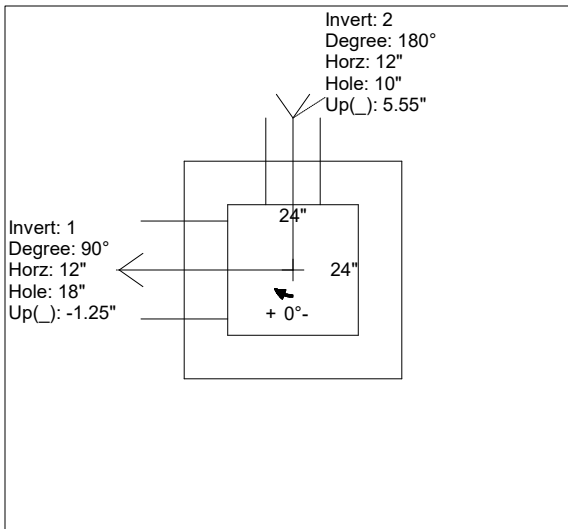 Invert: 2
Degree: 180°
Horz: 12"
Hole: 10"
Up(_): 5.55"
24"
Invert: 1
Degree: 90°
Horz: 12"
Hole: 18"
Up(_): -1.25"
24"
+ 0°-